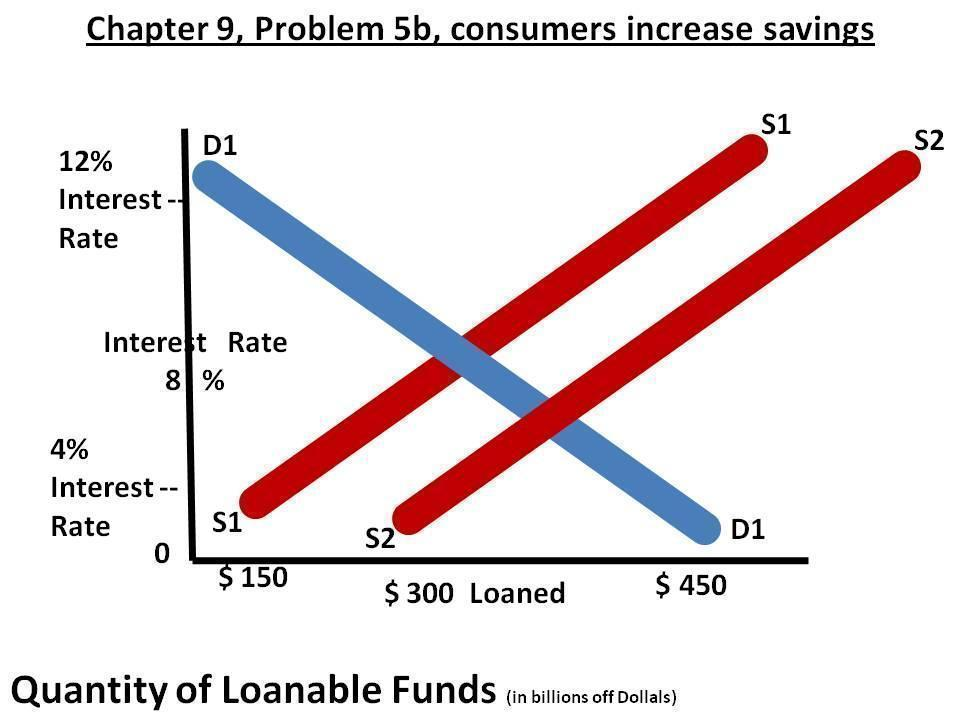 Chapter 9, Problem 5b, consumers increase savings
S1
S2
D1
12%
Interest --
Rate
Interest Rate
8 %
4%
Interest --
Rate
S1
S2
D1
0
$ 150
$ 300 Loaned
$ 450
Quantity of Loanable Funds (in billions off Dollals)